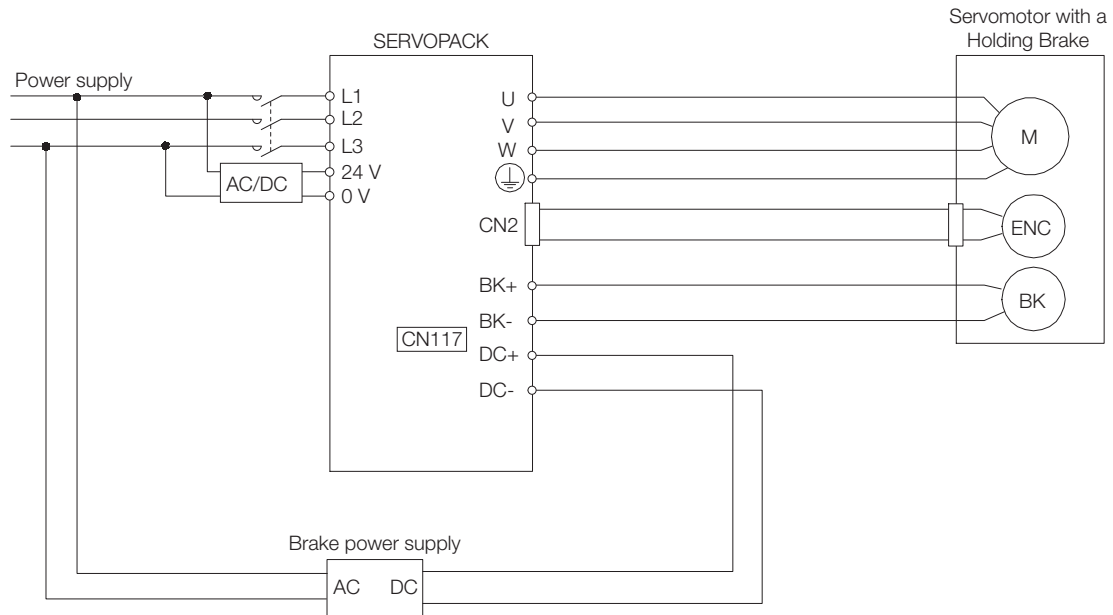 Servomotor with a
Holding Brake
SERVOPACK
Power supply
L1
L2
L3
24 V
0 V
AC/DC
U
V
W
M
CN2
ENC
BK+
BK-
BK
CN117
DC+
DC-
Brake power supply
AC DC